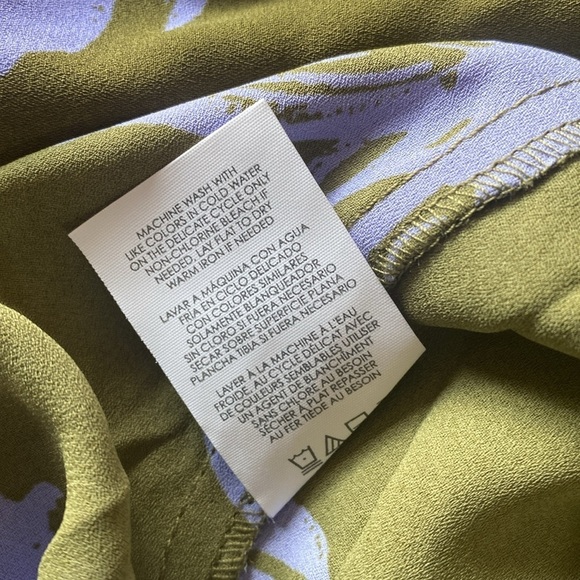 MACHINE WASH WITH
LIKE COLORS IN COLD WATER
ON THE DELICATE CYCLE ONLY
NON-CHLORINE BLEACH IF
NEEDED. LAY FLAT TO DRY
WARM IRON IF NEEDED
LAVAR A MÁQUINA CON AGUA
FRÍA EN CICLO DELICADO
CON COLORES SIMILARES
SOLAMENTE BLANQUEADOR
SIN CLORO SI FUERA NECESARIO
SECAR SOBRE SUPERFICIE PLANA
PLANCHA TIBIA SI FUERA NECESARIO
LAVER À LA MACHINE À L'EAU
FROIDE, AU CYCLE DÉLICAT AVEC
DE COULEURS SEMBLABLES UTILISER
UN AGENT DE BLANCHIMENT
SANS CHLORE AU BESOIN
SÉCHER À PLAT REPASSER
AU FER TIEDE AU BESOIN